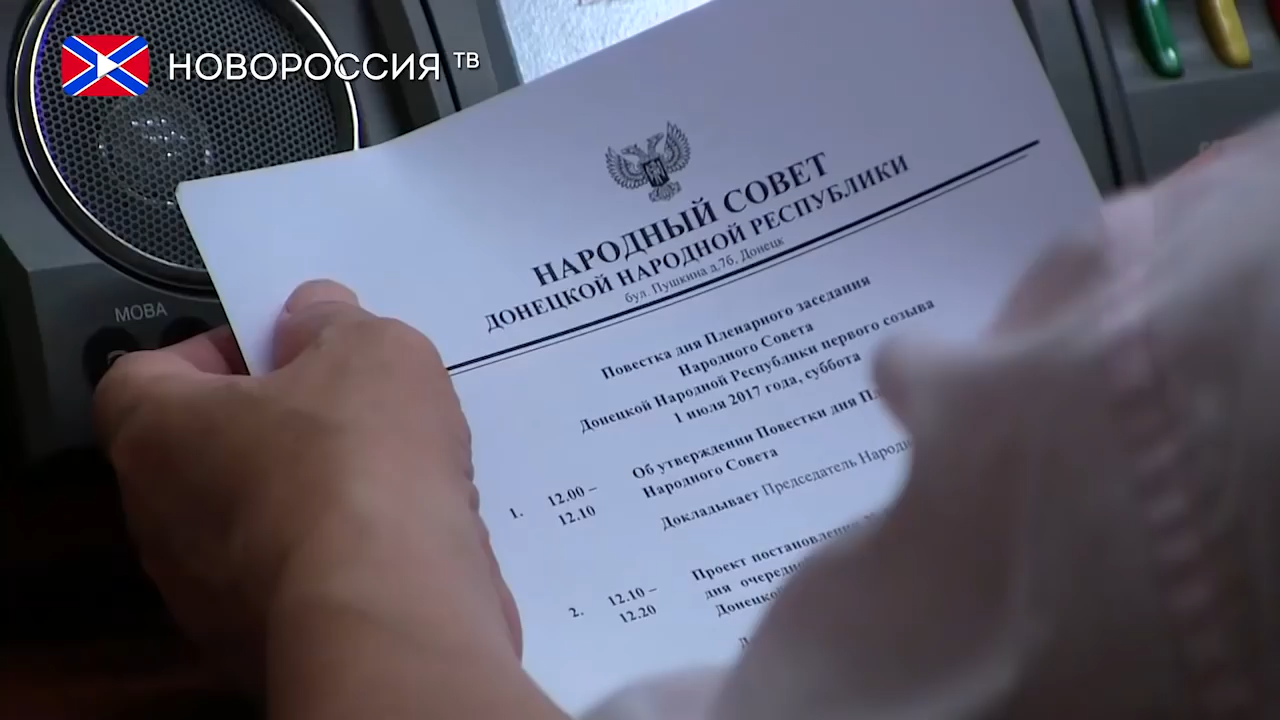 НОВОРОССИЯ ТВ
МОВА
НАРОДНЫЙ СОВЕТ
ДОНЕЦКОЙ НАРОДНОЙ РЕСПУБЛИКИ
бул. Пушкина д.7б, Донецк
Повестка дня Пленарного заседания
Народного Совета
Донецкой Народной Республики первого созыва
1 июля 2017 года, суббота
1. 12.00 – 12.10
Об утверждении Повестки дня
Народного Совета
Докладывает Председатель
2. 12.10 – 12.20
Проект
дня